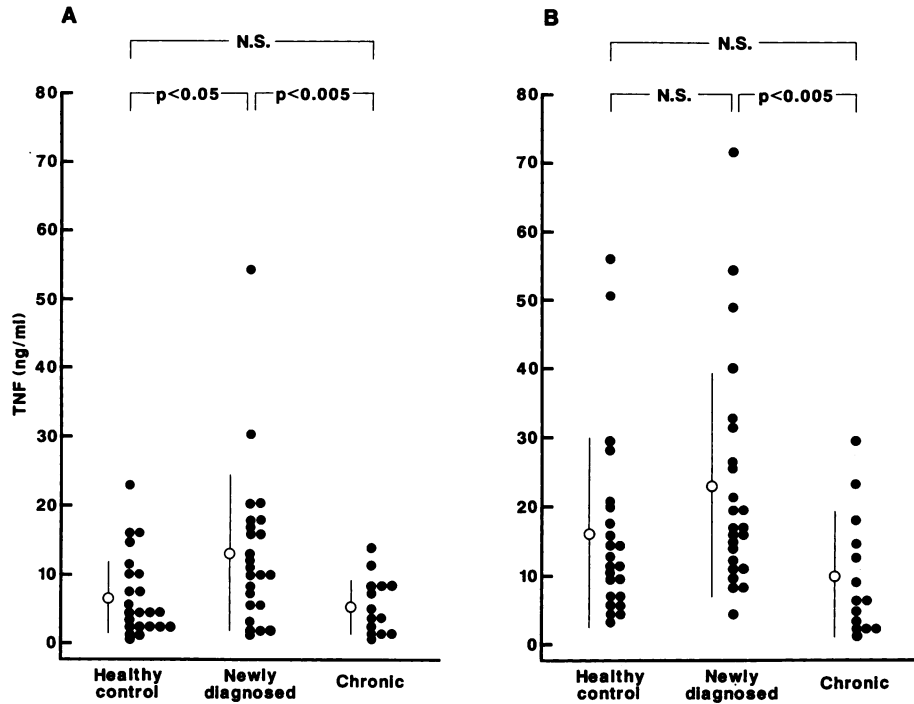 A
N.S.
p<0.05
p<0.005
80
70
60
50
40
30
20
10
0
TNF (ng/ml)
Healthy
control
Newly
diagnosed
Chronic
B
N.S.
N.S.
p<0.005
80
70
60
50
40
30
20
10
0
Healthy
control
Newly
diagnosed
Chronic